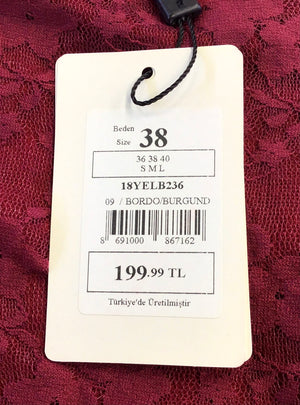 Beden
Size 38
36 38 40
S M L
18YELB236
09 / BORDO/BURGUND
8 691000 867162
199.99 TL
Türkiye'de Üretilmiştir